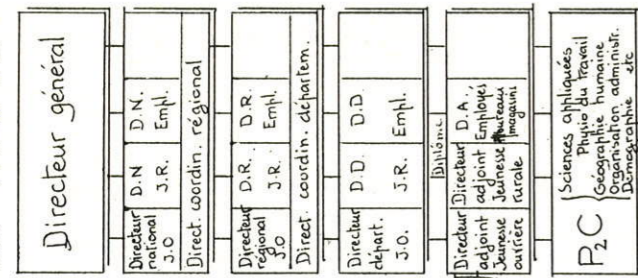 Directeur général
Directeur
national
J.O
D.N
J.R.
D.N.
Empl.
Direct. coordin. régional
Directeur
régional
J.O
D.R.
J.R.
D.R.
Empl.
Direct. coordin. départem.
Directeur
départ.
J.O.
D.D.
J.R.
D.D
Empl.
Diplôme
Directeur
adjoint
Jeunesse
ouvrière
Directeur
adjoint
Jeunesse
rurale
D.A.
Employés
bureaux
magasins
P2C
Sciences appliquées
Physio du travail
Géographie humaine
Organisation administr.
Démographie etc